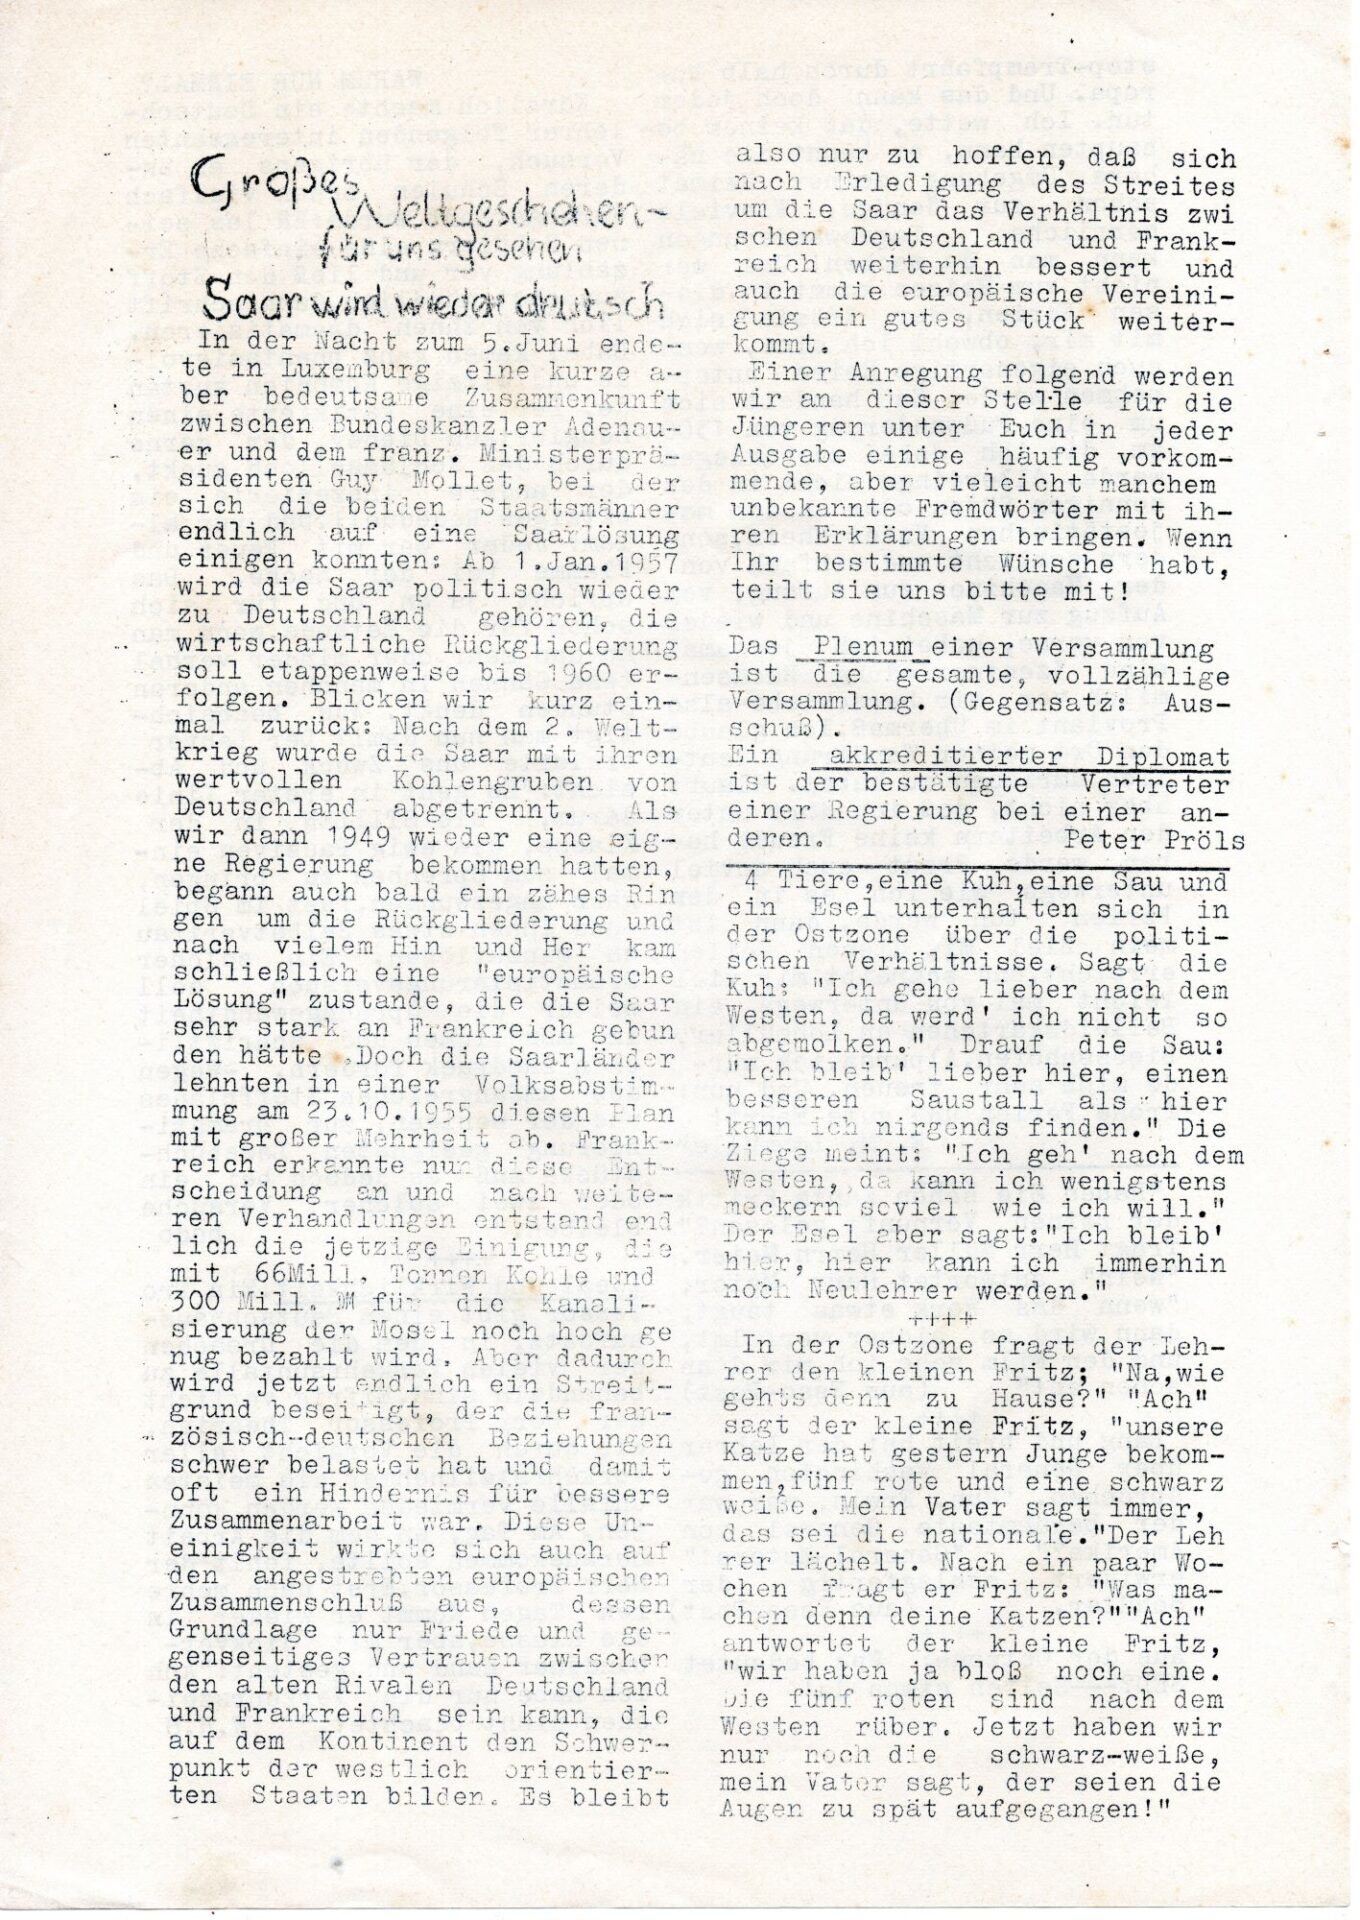 Großes
Weltgeschehen-
für uns gesehen
Saar wird wieder deutsch
In der Nacht zum 5.Juni ende-
te in Luxemburg eine kurze a-
ber bedeutsame Zusammenkunft
zwischen Bundeskanzler Adenau-
er und dem franz. Ministerprä-
sidenten Guy Mollet, bei der
sich die beiden Staatsmänner
endlich auf eine Saarlösung
einigen konnten: Ab 1.Jan.1957
wird die Saar politisch wieder
zu Deutschland gehören, die
wirtschaftliche Rückgliederung
soll etappenweise bis 1960 er-
folgen. Blicken wir kurz ein-
mal zurück: Nach dem 2. Welt-
krieg wurde die Saar mit ihren
wertvollen Kohlengruben von
Deutschland abgetrennt. Als
wir dann 1949 wieder eine eig-
ne Regierung bekommen hatten,
begann auch bald ein zähes Rin
gen um die Rückgliederung und
nach vielem Hin und Her kam
schließlich eine "europäische
Lösung" zustande, die die Saar
sehr stark an Frankreich gebun
den hätte .Doch die Saarländer
lehnten in einer Volksabstim-
mung am 23.10.1955 diesen Plan
mit großer Mehrheit ab. Frank-
reich erkannte nun diese Ent-
scheidung an und nach weite-
ren Verhandlungen entstand end
lich die jetzige Einigung, die
mit 66Mill. Tonnen Kohle und
300 Mill. DM für die Kanali-
sierung der Mosel noch hoch ge
nug bezahlt wird. Aber dadurch
wird jetzt endlich ein Streit-
grund beseitigt, der die fran-
zösisch-deutschen Beziehungen
schwer belastet hat und damit
oft ein Hindernis für bessere
Zusammenarbeit war. Diese Un-
einigkeit wirkte sich auch auf
den angestrebten europäischen
Zusammenschluß aus, dessen
Grundlage nur Friede und ge-
genseitiges Vertrauen zwischen
den alten Rivalen Deutschland
und Frankreich sein kann, die
auf dem Kontinent den Schwer-
punkt der westlich orientier-
ten Staaten bilden. Es bleibt
also nur zu hoffen, daß sich
nach Erledigung des Streites
um die Saar das Verhältnis zwi
schen Deutschland und Frank-
reich weiterhin bessert und
auch die europäische Vereini-
gung ein gutes Stück weiter-
kommt.
Einer Anregung folgend werden
wir an dieser Stelle für die
Jüngeren unter Euch in jeder
Ausgabe einige häufig vorkom-
mende, aber vieleicht manchem
unbekannte Fremdwörter mit ih-
ren Erklärungen bringen. Wenn
Ihr bestimmte Wünsche habt,
teilt sie uns bitte mit!
Das Plenum einer Versammlung
ist die gesamte, vollzählige
Versammlung. (Gegensatz: Aus-
schuß).
Ein akkreditierter Diplomat
ist der bestätigte Vertreter
einer Regierung bei einer an-
deren. Peter Pröls
4 Tiere,eine Kuh,eine Sau und
ein Esel unterhalten sich in
der Ostzone über die politi-
schen Verhältnisse. Sagt die
Kuh: "Ich gehe lieber nach dem
Westen, da werd' ich nicht so
abgemolken." Drauf die Sau:
"Ich bleib' lieber hier, einen
besseren Saustall als hier
kann ich nirgends finden." Die
Ziege meint: "Ich geh' nach dem
Westen, da kann ich wenigstens
meckern soviel wie ich will."
Der Esel aber sagt:"Ich bleib'
hier, hier kann ich immerhin
noch Neulehrer werden."
++++
In der Ostzone fragt der Leh-
rer den kleinen Fritz; "Na,wie
gehts denn zu Hause?" "Ach"
sagt der kleine Fritz, "unsere
Katze hat gestern Junge bekom-
men,fünf rote und eine schwarz
weiße. Mein Vater sagt immer,
das sei die nationale."Der Leh
rer lächelt. Nach ein paar Wo-
chen fragt er Fritz: "Was ma-
chen denn deine Katzen?""Ach"
antwortet der kleine Fritz,
"wir haben ja bloß noch eine.
Die fünf roten sind nach dem
Westen rüber. Jetzt haben wir
nur noch die schwarz-weiße,
mein Vater sagt, der seien die
Augen zu spät aufgegangen!"